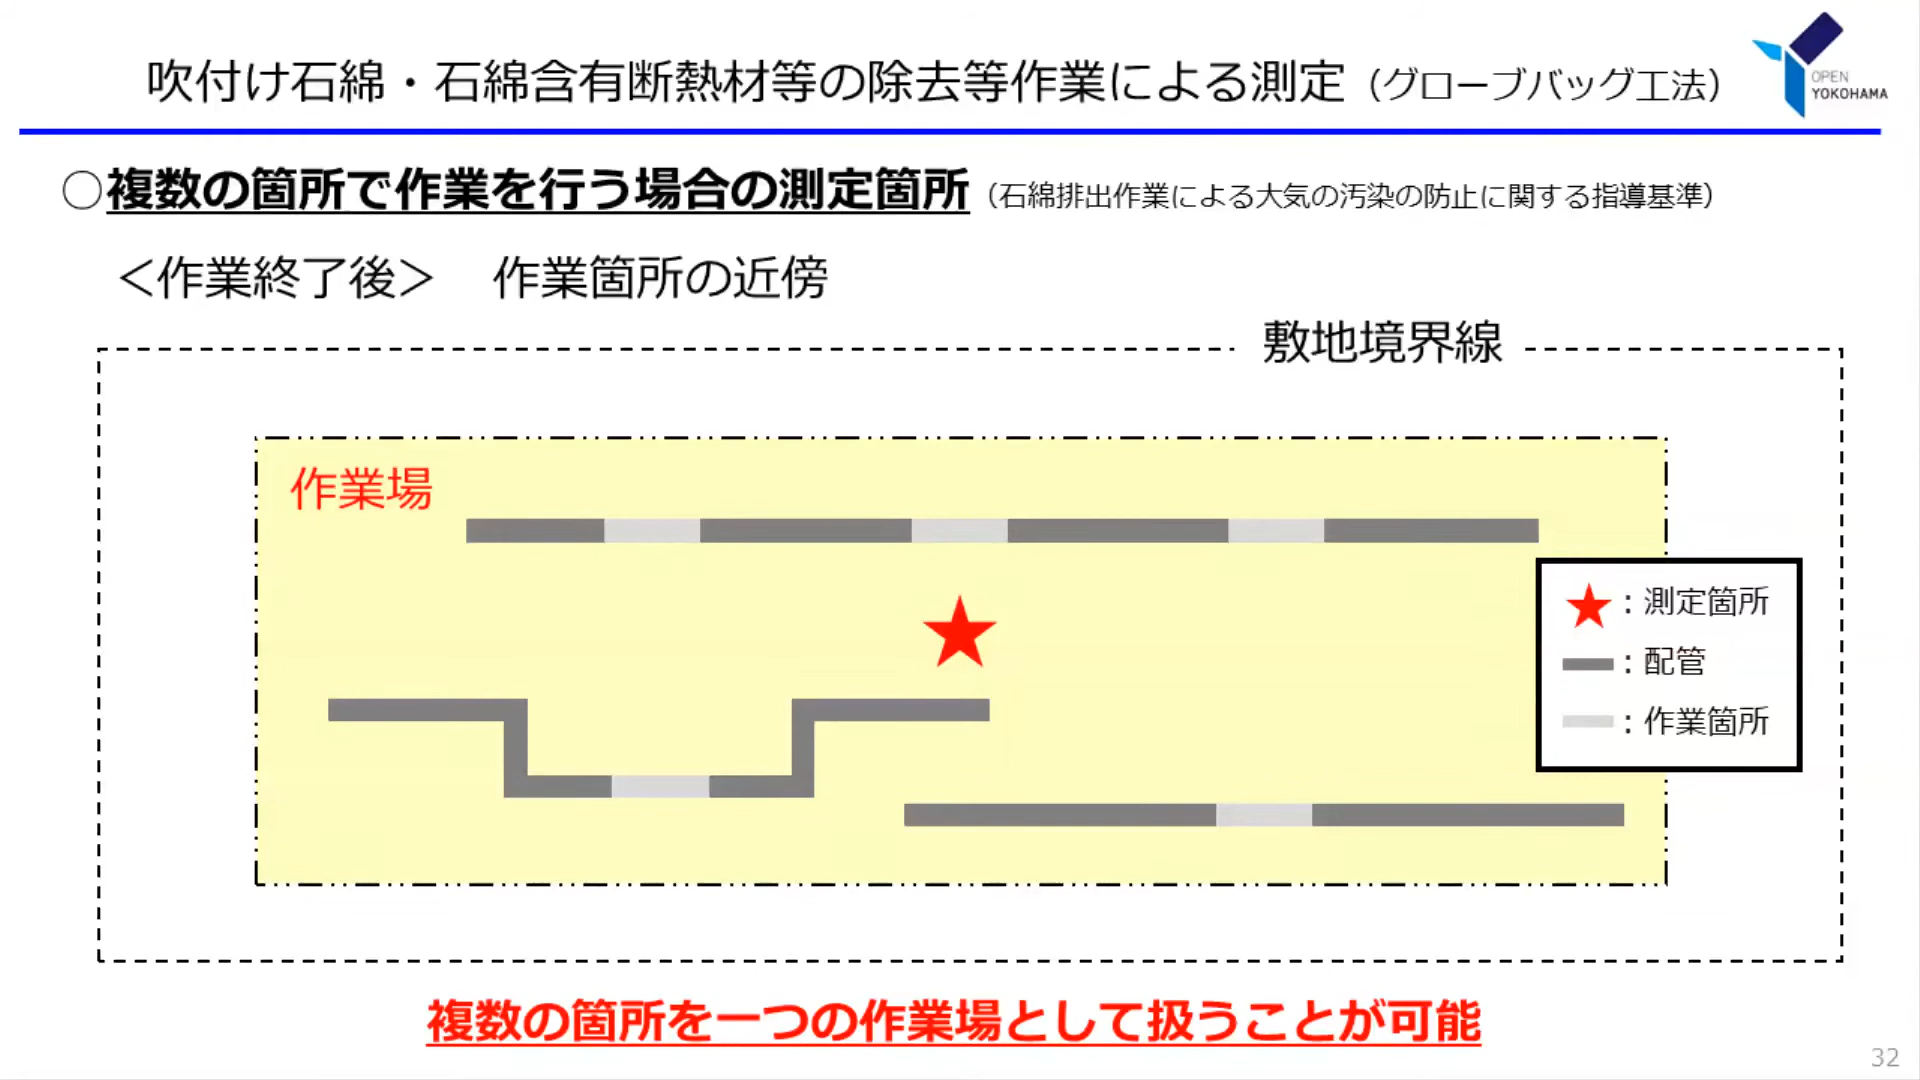 吹付け石綿・石綿含有断熱材等の除去等作業による測定（グローブバッグ工法）
OPEN
YOKOHAMA
○複数の箇所で作業を行う場合の測定箇所（石綿排出作業による大気の汚染の防止に関する指導基準）
＜作業終了後＞　作業箇所の近傍
敷地境界線
作業場
★：測定箇所
：配管
：作業箇所
複数の箇所を一つの作業場として扱うことが可能
32